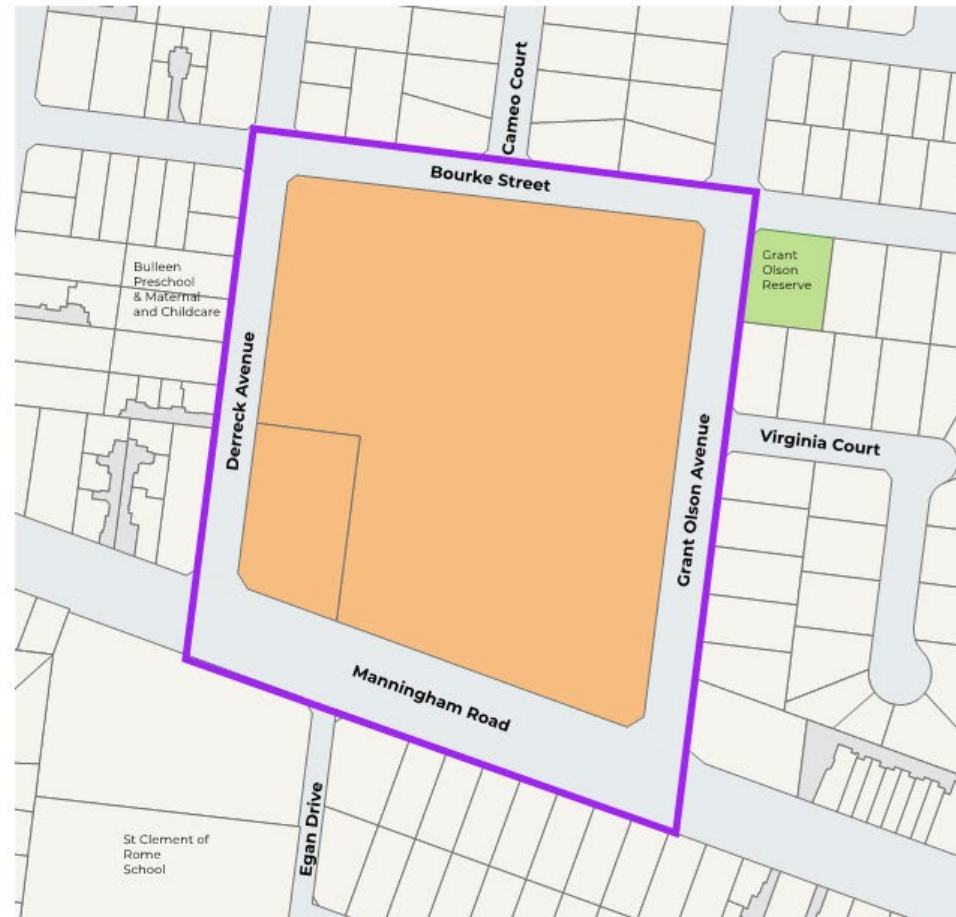 Cameo Court
Bourke Street
Grant
Olson
Reserve
Bulleen
Preschool
& Maternal
and Childcare
Derreck Avenue
Virginia Court
Grant Olson Avenue
Manningham Road
Egan Drive
St Clement of
Rome
School